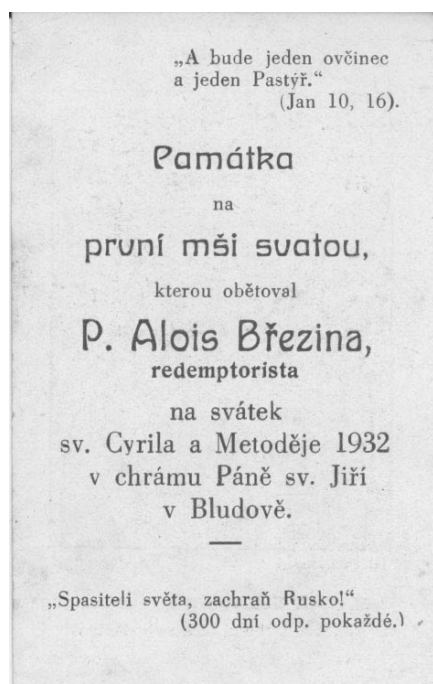 „A bude jeden ovčinec
a jeden Pastýř.“
(Jan 10, 16).
Památka
na
první mši svatou,
kterou obětoval
P. Alois Březina,
redemptorista
na svátek
sv. Cyrila a Metoděje 1932
v chrámu Páně sv. Jiří
v Bludově.
„Spasiteli světa, zachraň Rusko!“
(300 dní odp. pokaždé.)